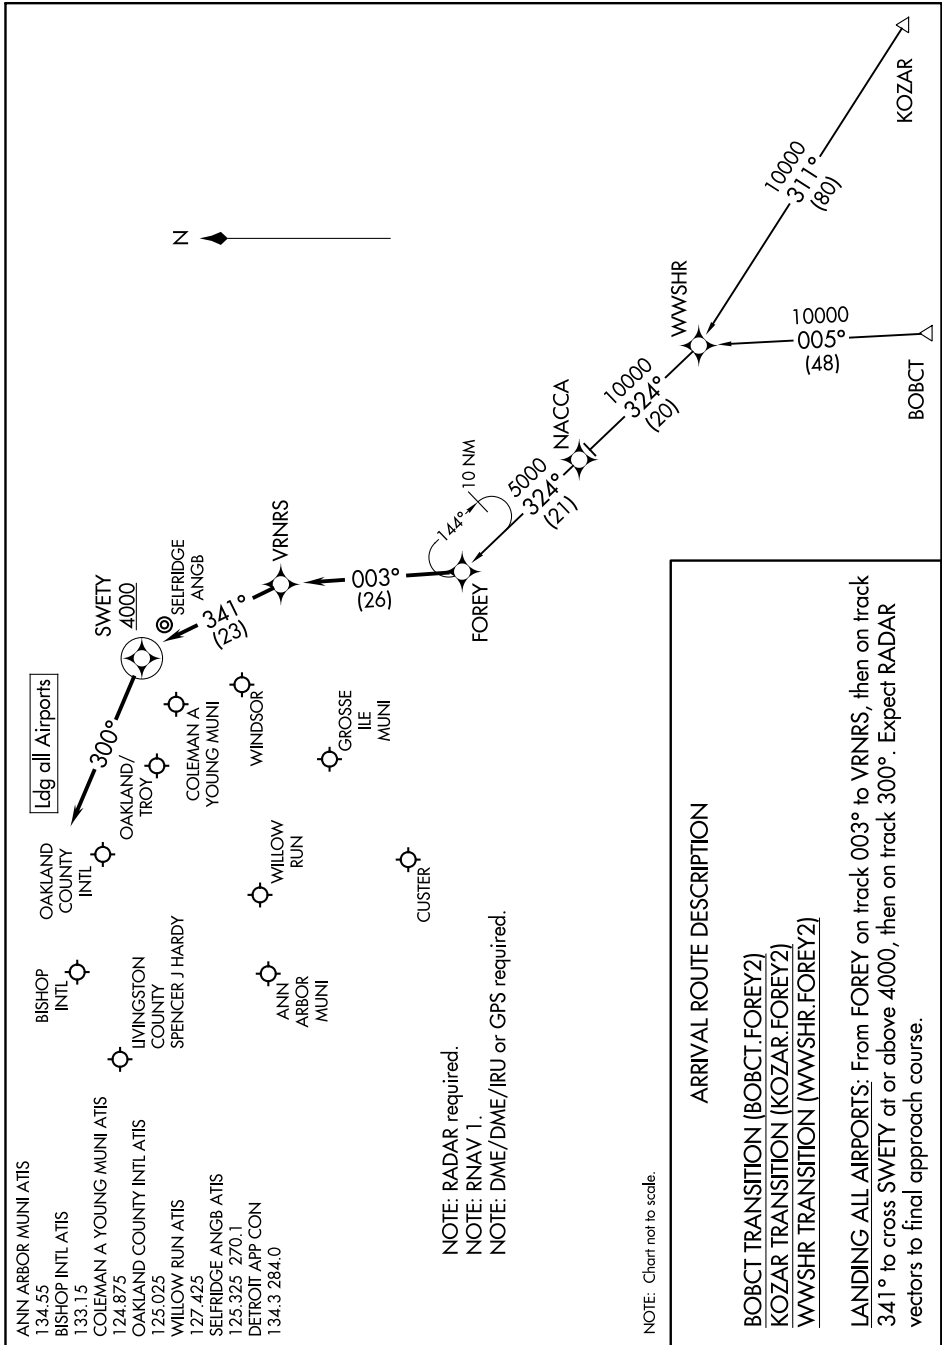 ANN ARBOR MUNI ATIS
134.55
BISHOP INTL ATIS
133.15
COLEMAN A YOUNG MUNI ATIS
124.875
OAKLAND COUNTY INTL ATIS
125.025
WILLOW RUN ATIS
127.425
SELFRIDGE ANGB ATIS
125.325 270.1
DETROIT APP CON
134.3 284.0
BISHOP
INTL
LIVINGSTON
COUNTY
SPENCER J HARDY
OAKLAND
COUNTY
INTL
Ldg all Airports
300°
OAKLAND/
TROY
COLEMAN A
YOUNG MUNI
SWETY
4000
SELFRIDGE
ANGB
341°
(23)
WINDSOR
VRNRS
N
ANN
ARBOR
MUNI
WILLOW
RUN
GROSSE
ILE
MUNI
003°
(26)
CUSTER
FOREY
144°
10 NM
5000
324°
(21)
NACCA
10000
324°
(20)
WWSHR
10000
311°
(80)
KOZAR
10000
005°
(48)
BOBCT
NOTE: RADAR required.
NOTE: RNAV 1.
NOTE: DME/DME/IRU or GPS required.
NOTE: Chart not to scale.
ARRIVAL ROUTE DESCRIPTION
BOBCT TRANSITION (BOBCT.FOREY2)
KOZAR TRANSITION (KOZAR.FOREY2)
WWSHR TRANSITION (WWSHR.FOREY2)
LANDING ALL AIRPORTS: From FOREY on track 003° to VRNRS, then on track
341° to cross SWETY at or above 4000, then on track 300°. Expect RADAR
vectors to final approach course.